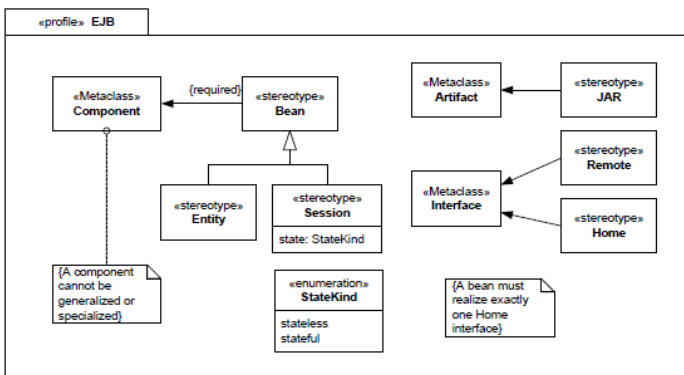 «profile» EJB
«Metaclass»
Component
{required}
«stereotype»
Bean
«Metaclass»
Artifact
«stereotype»
JAR
«stereotype»
Remote
«stereotype»
Entity
«stereotype»
Session
state: StateKind
«Metaclass»
Interface
«stereotype»
Home
{A component
cannot be
generalized or
specialized}
«enumeration»
StateKind
stateless
stateful
{A bean must
realize exactly
one Home
interface}